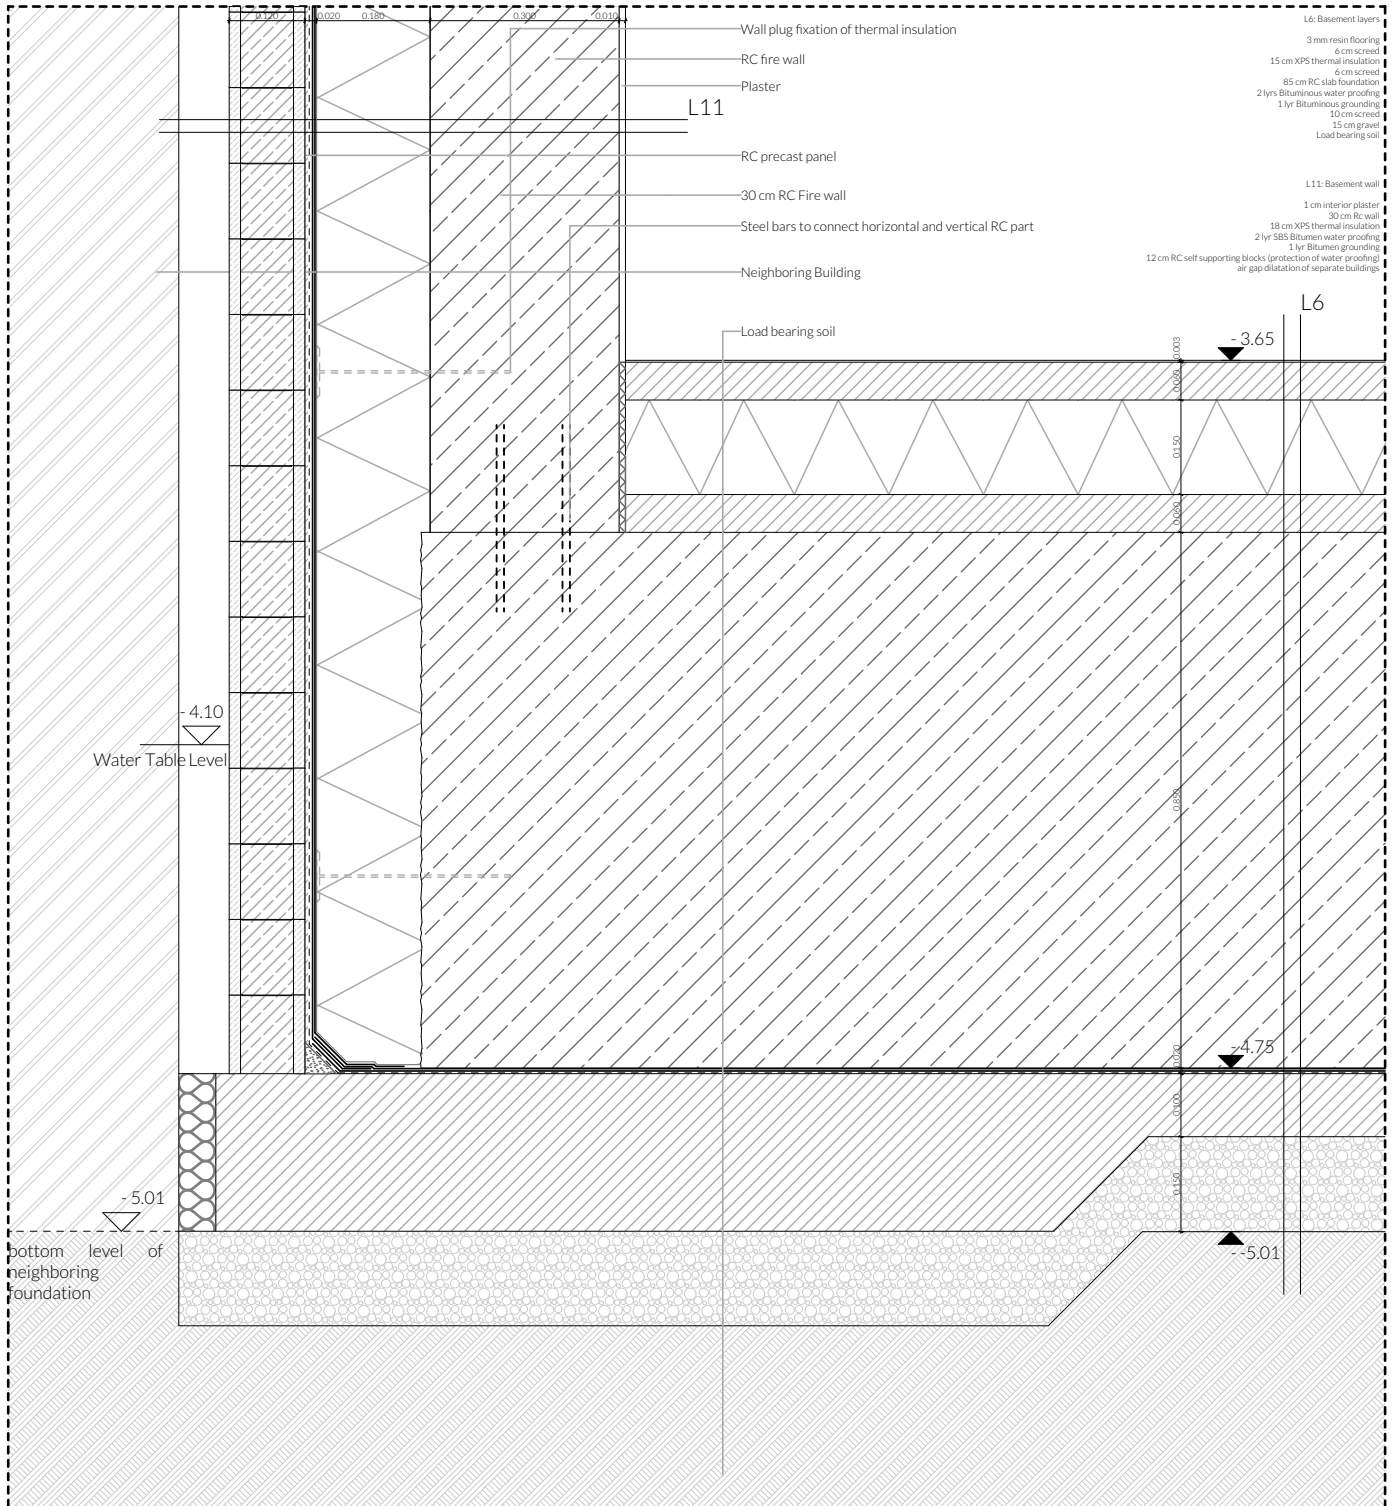 0.120
0.020
0.180
0.300
0.010
Wall plug fixation of thermal insulation
RC fire wall
Plaster
L11
RC precast panel
30 cm RC Fire wall
Steel bars to connect horizontal and vertical RC part
Neighboring Building
Load bearing soil
L6: Basement layers
3 mm resin flooring
6 cm screed
15 cm XPS thermal insulation
6 cm screed
85 cm RC slab foundation
2 lyrs Bituminous water proofing
1 lyr Bituminous grounding
10 cm screed
15 cm gravel
Load bearing soil
L11: Basement wall
1 cm interior plaster
30 cm Rc wall
18 cm XPS thermal insulation
2 lyr SBS Bitumen water proofing
1 lyr Bitumen grounding
12 cm RC self supporting blocks (protection of water proofing)
air gap dilatation of separate buildings
L6
- 3.65
0.003
0.060
0.150
0.060
- 4.10
Water Table Level
0.850
- 4.75
0.020
0.100
0.150
- 5.01
bottom level of
neighboring
foundation
- -5.01